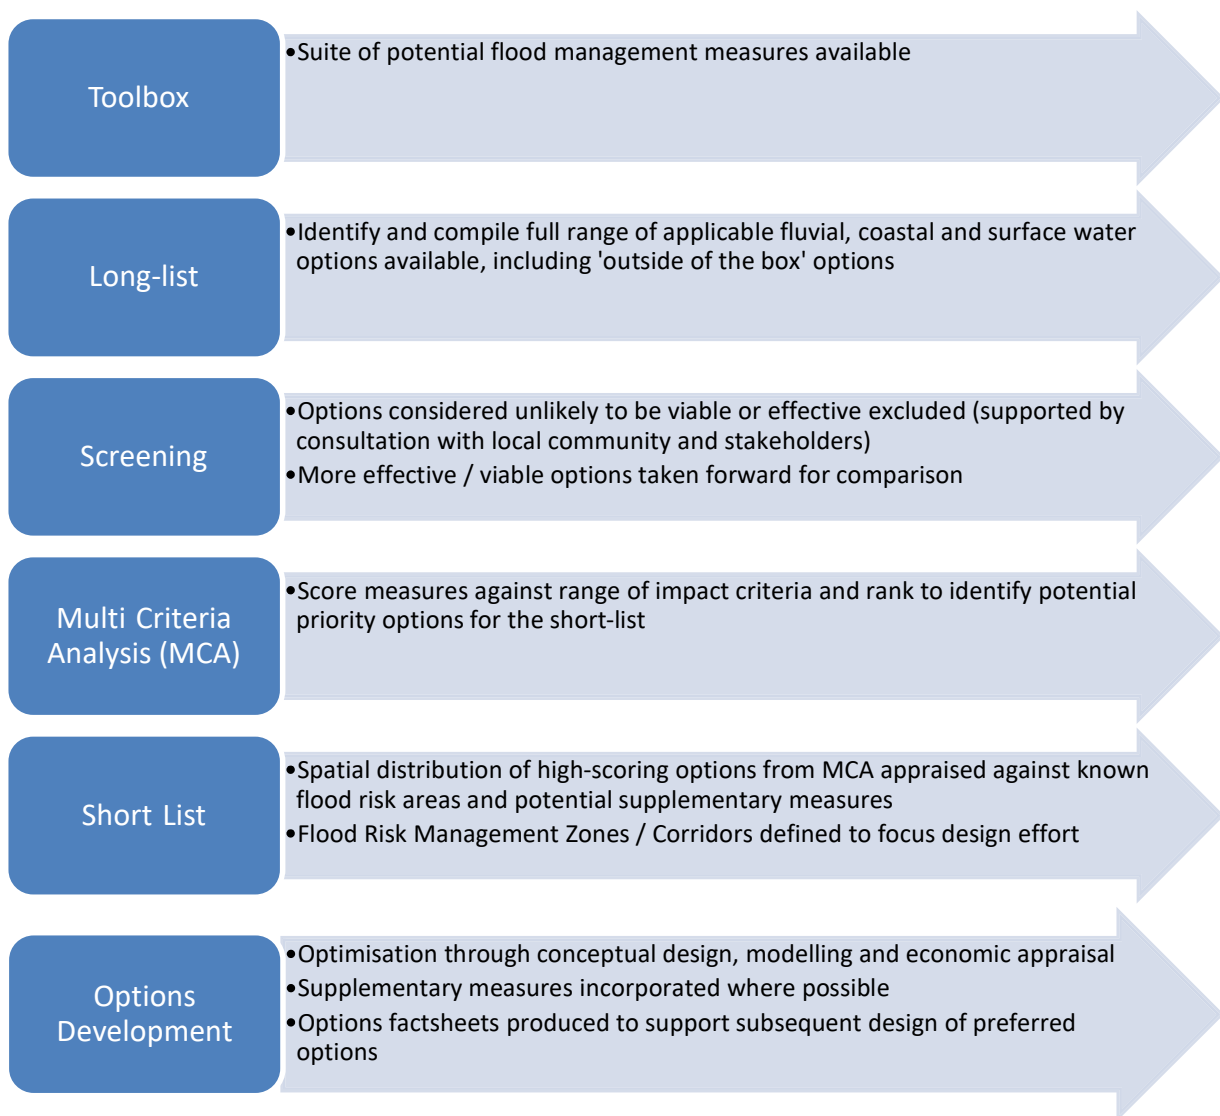 Toolbox
•Suite of potential flood management measures available
Long-list
•Identify and compile full range of applicable fluvial, coastal and surface water
options available, including 'outside of the box' options
Screening
•Options considered unlikely to be viable or effective excluded (supported by
consultation with local community and stakeholders)
•More effective / viable options taken forward for comparison
Multi Criteria
Analysis (MCA)
•Score measures against range of impact criteria and rank to identify potential
priority options for the short-list
Short List
•Spatial distribution of high-scoring options from MCA appraised against known
flood risk areas and potential supplementary measures
•Flood Risk Management Zones / Corridors defined to focus design effort
Options
Development
•Optimisation through conceptual design, modelling and economic appraisal
•Supplementary measures incorporated where possible
•Options factsheets produced to support subsequent design of preferred
options